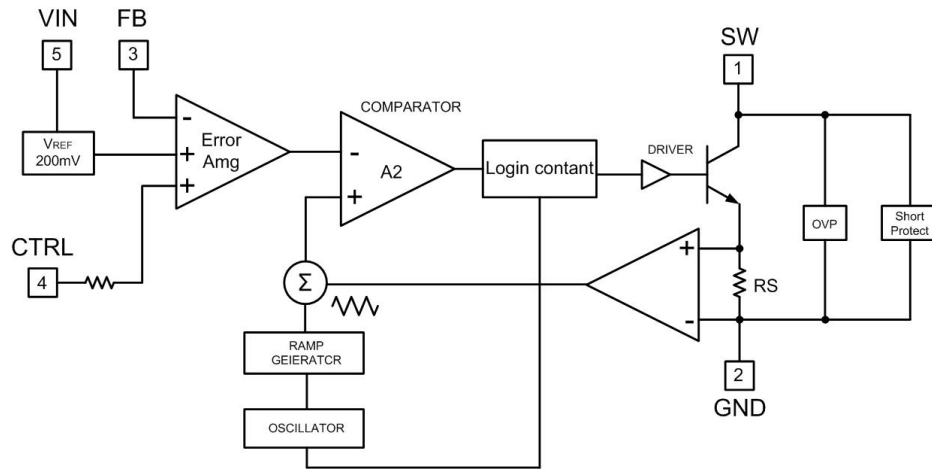 VIN
FB
5
3
VREF
200mV
-
+
+
Error
Amg
CTRL
4
COMPARATOR
-
A2
+
Login contant
DRIVER
SW
1
OVP
Short
Protect
Σ
+
-
RS
RAMP
GEIERATCR
OSCILLATOR
2
GND